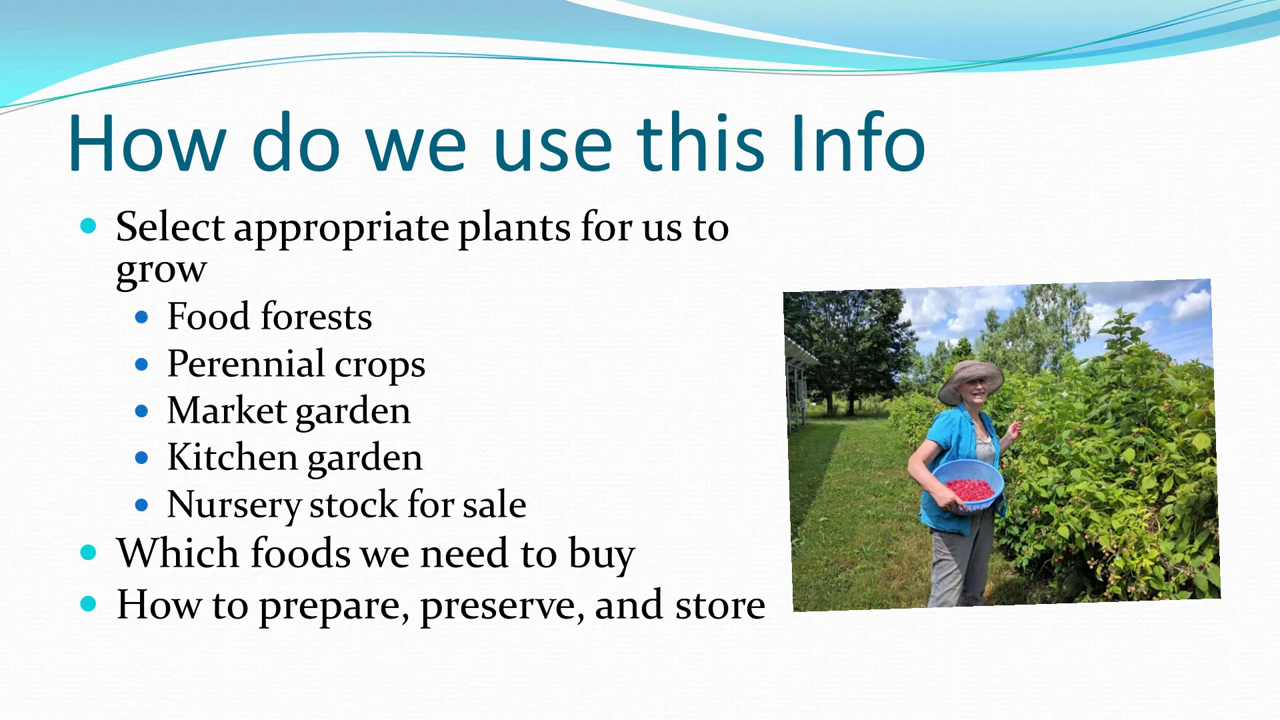 How do we use this Info
Select appropriate plants for us to
grow
Food forests
Perennial crops
Market garden
Kitchen garden
Nursery stock for sale
Which foods we need to buy
How to prepare, preserve, and store